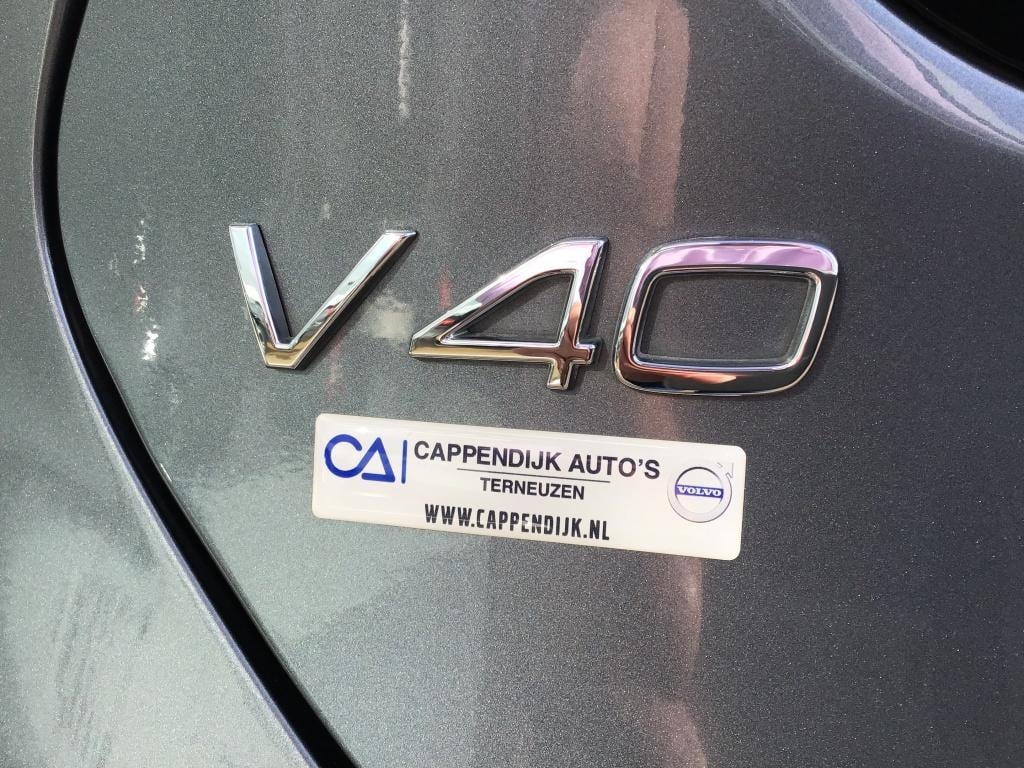 V40
CA
CAPPENDIJK AUTO'S
TERNEUZEN
WWW.CAPPENDIJK.NL
VOLVO